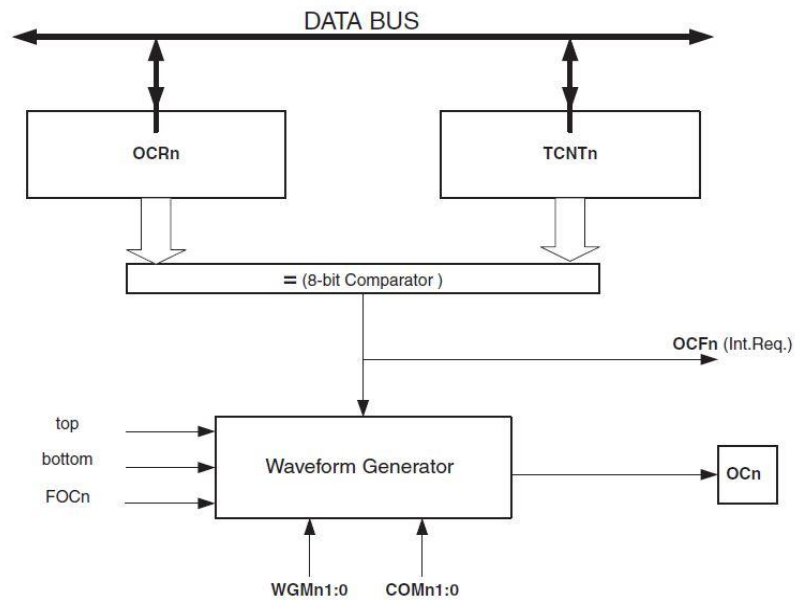 DATA BUS
OCRn
TCNTn
= (8-bit Comparator )
OCFn (Int.Req.)
top
bottom
FOCn
Waveform Generator
OCn
WGMn1:0
COMn1:0